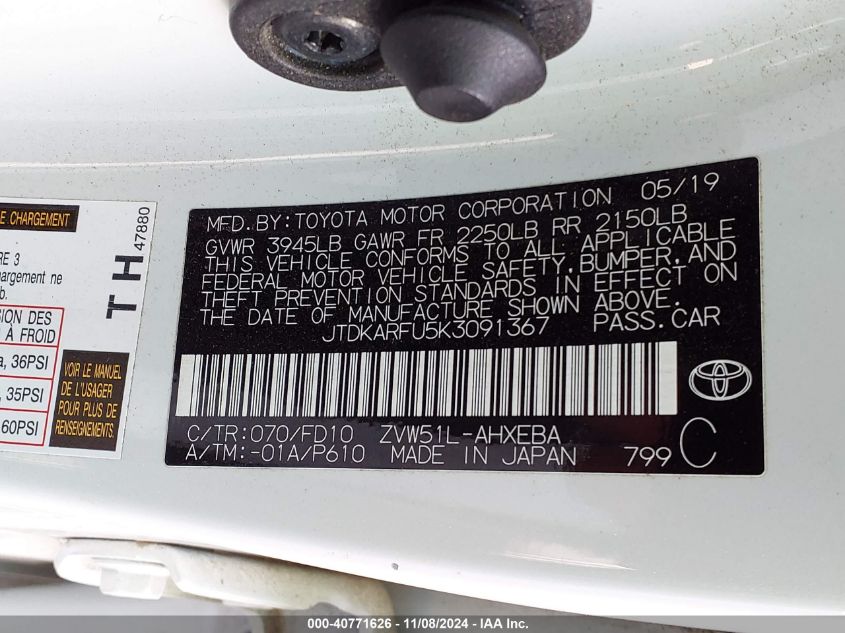 E CHARGEMENT
RE 3
hargement ne
b.
SION DES
À FROID
a, 36PSI
, 35PSI
60PSI
VOIR LE MANUEL
DE L'USAGER
POUR PLUS DE
RENSEIGNEMENTS
TH
47880
MFD.BY:TOYOTA MOTOR CORPORATION 05/19
GVWR 3945LB GAWR FR 2250LB RR 2150LB
THIS VEHICLE CONFORMS TO ALL APPLICABLE
FEDERAL MOTOR VEHICLE SAFETY,BUMPER,AND
THEFT PREVENTION STANDARDS IN EFFECT ON
THE DATE OF MANUFACTURE SHOWN ABOVE.
JTDKARFU5K3091367 PASS.CAR
C/TR:070/FD10 ZVW51L-AHXEBA
A/TM:-01A/P610 MADE IN JAPAN 799 C
000-40771626 - 11/08/2024 - IAA Inc.